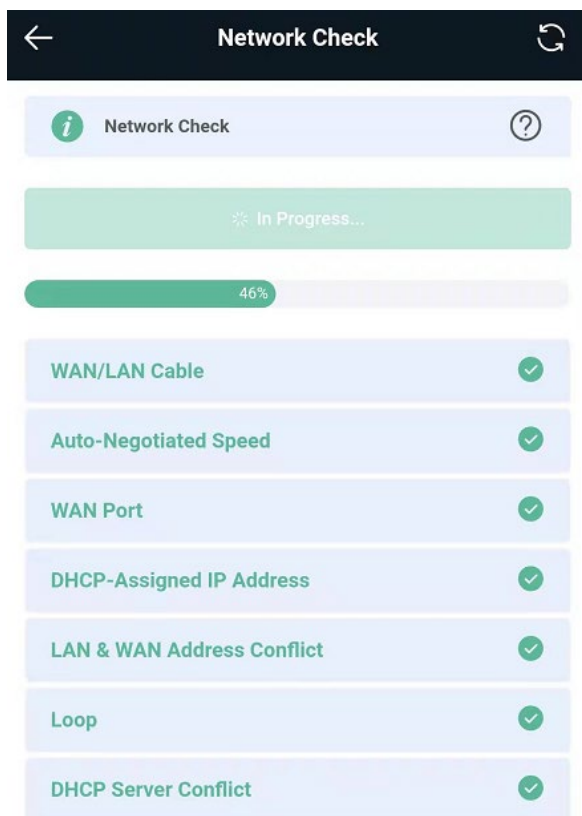 Network Check
Network Check
In Progress...
46%
WAN/LAN Cable
Auto-Negotiated Speed
WAN Port
DHCP-Assigned IP Address
LAN & WAN Address Conflict
Loop
DHCP Server Conflict